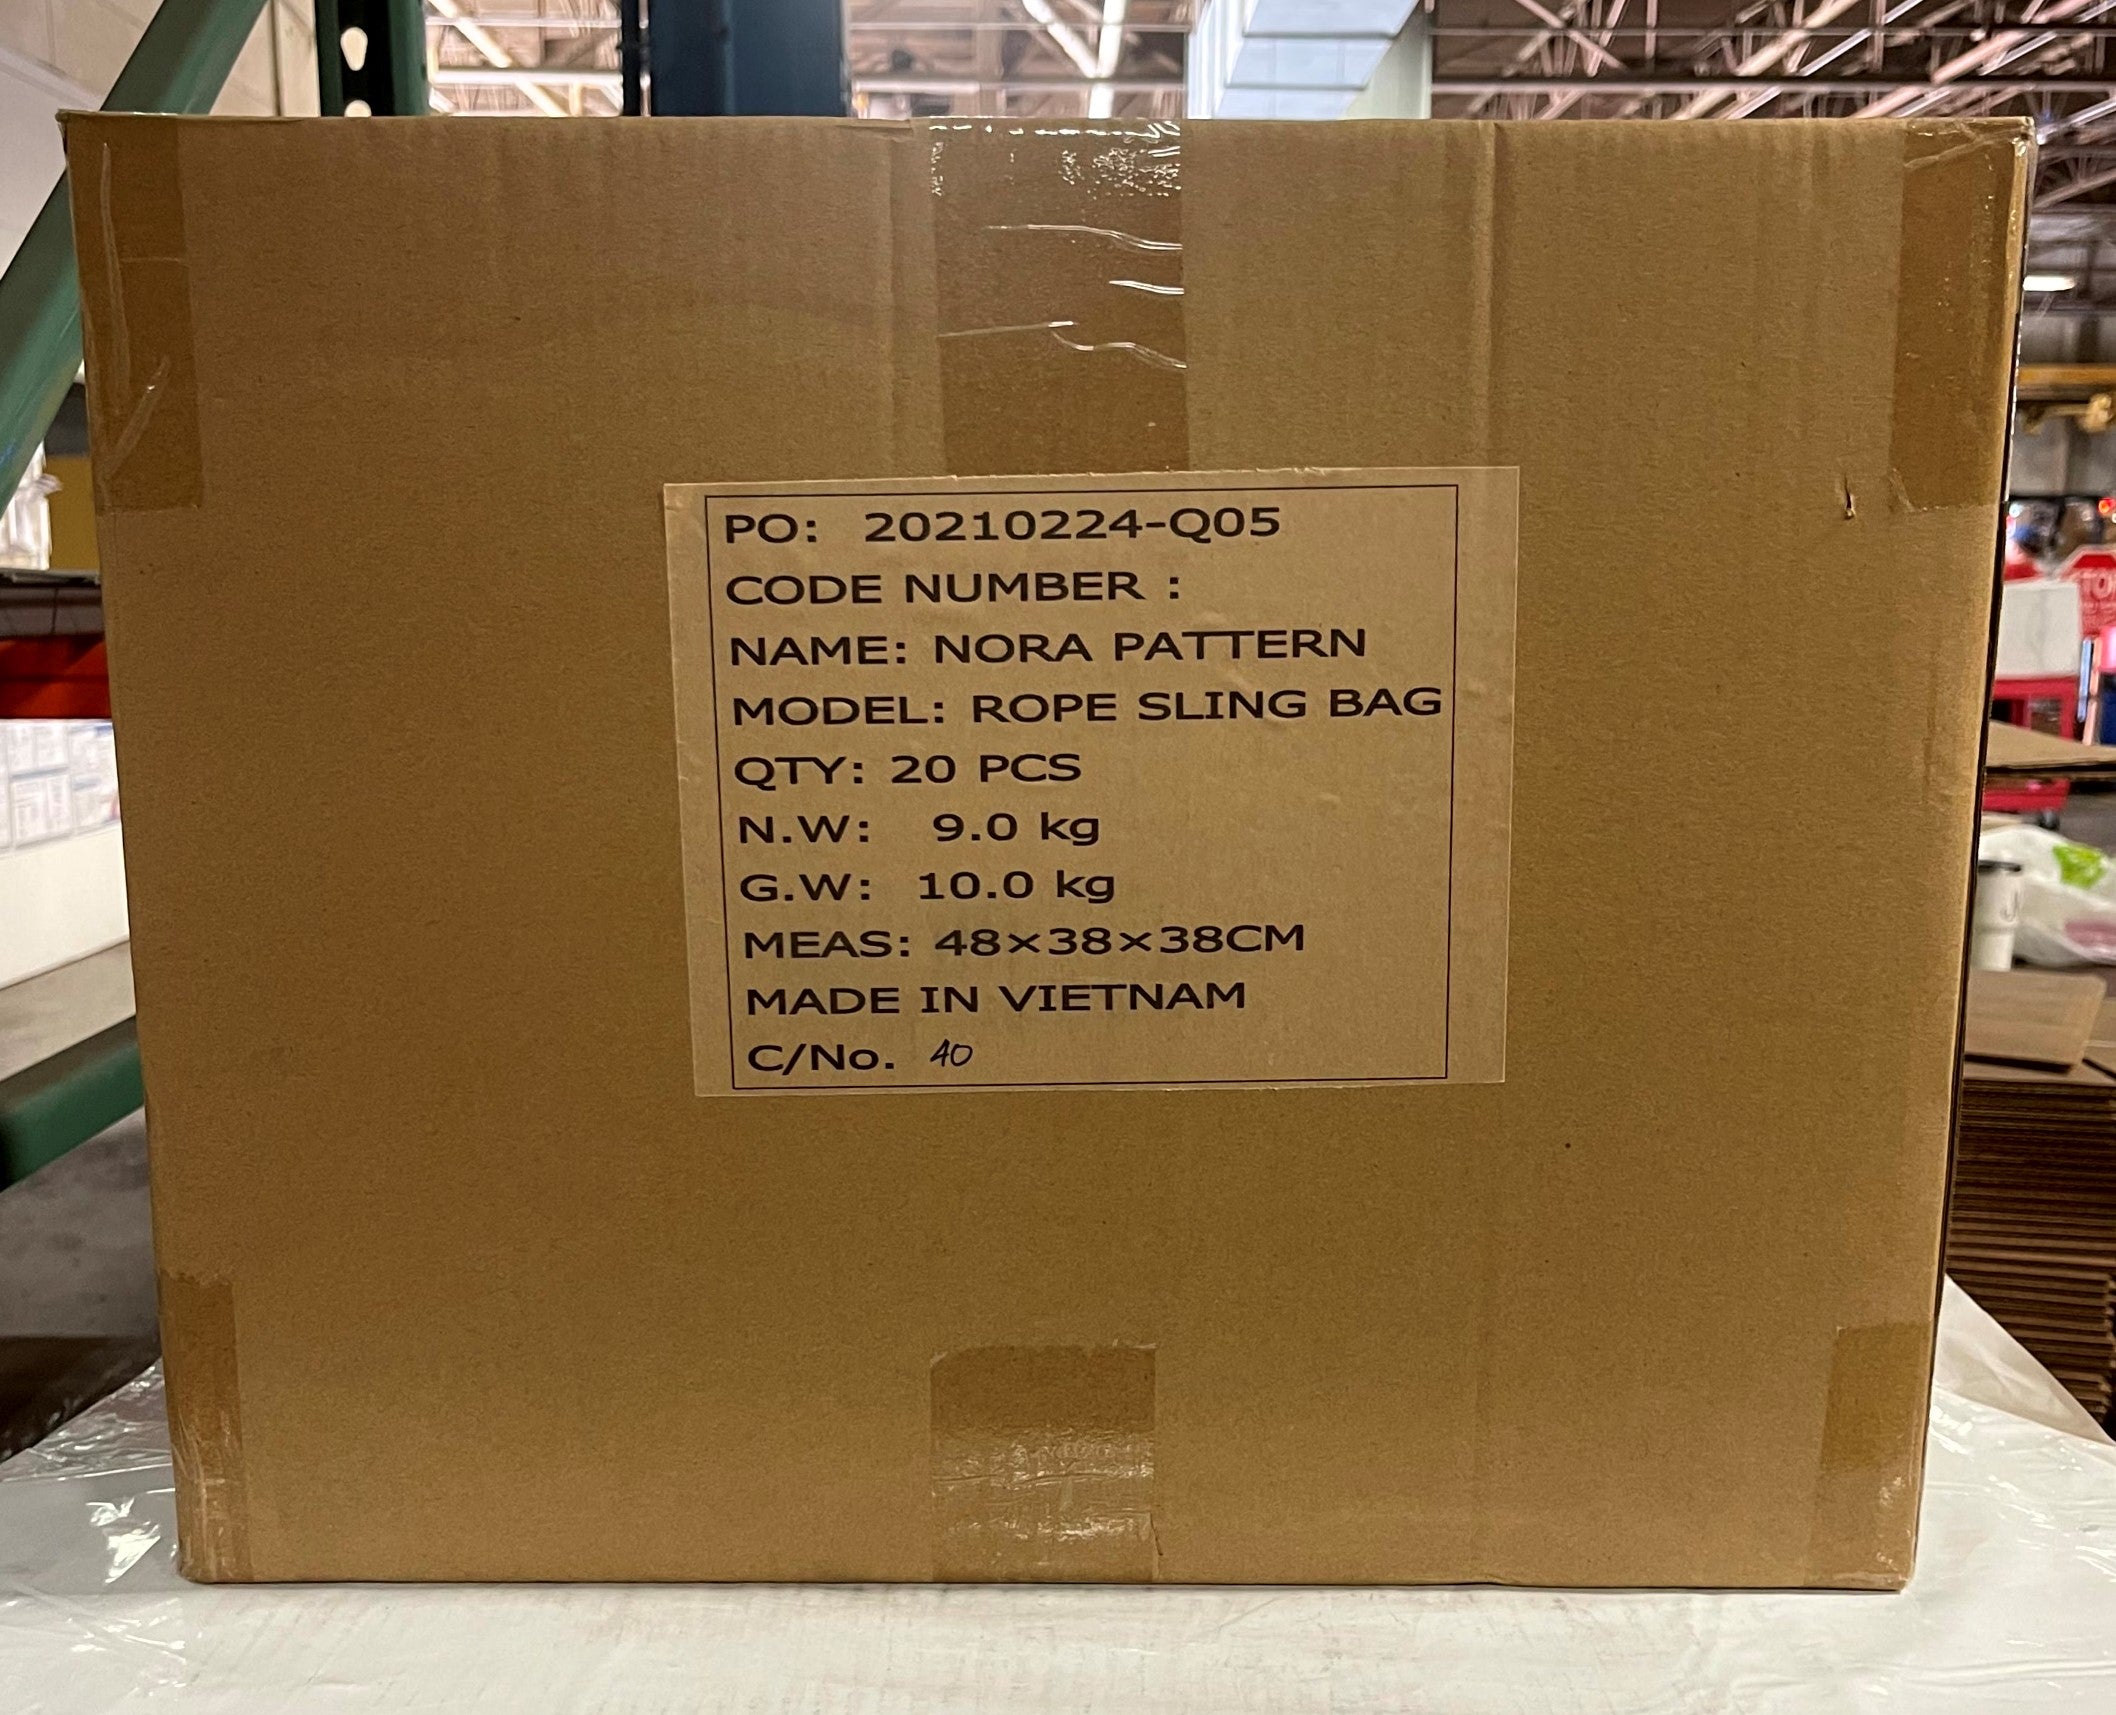 PO: 20210224-Q05
CODE NUMBER :
NAME: NORA PATTERN
MODEL: ROPE SLING BAG
QTY: 20 PCS
N.W: 9.0 kg
G.W: 10.0 kg
MEAS: 48×38×38CM
MADE IN VIETNAM
C/No. 40